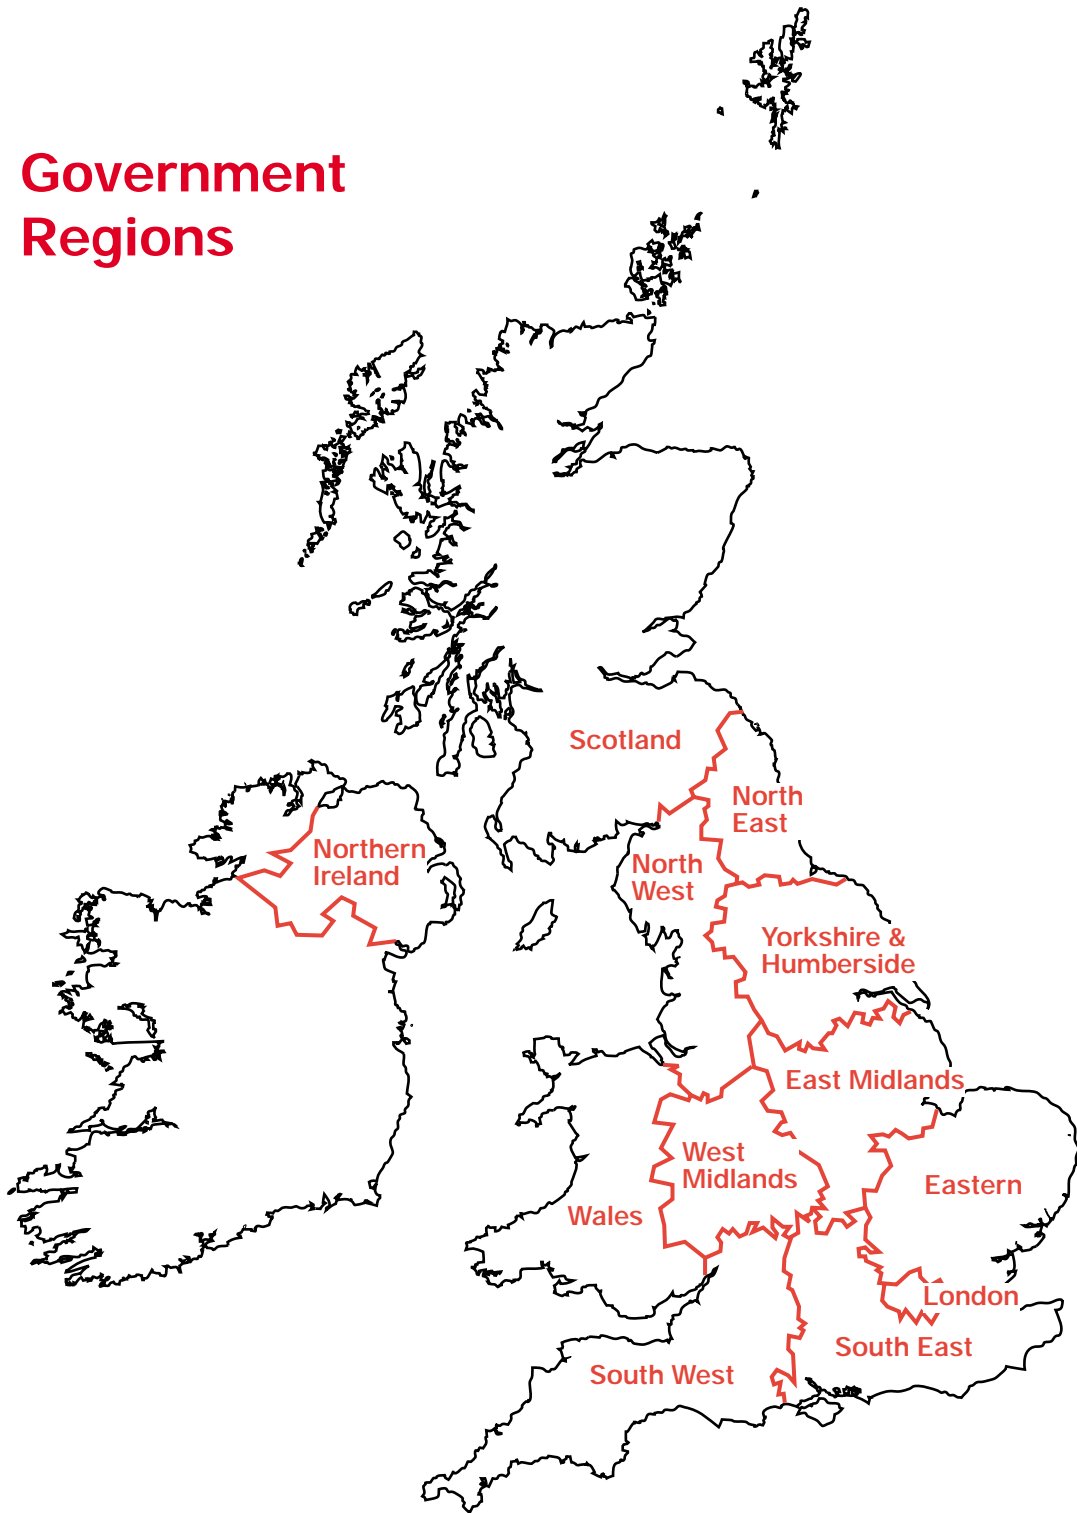 Government
Regions
Scotland
North
East
Northern
Ireland
North
West
Yorkshire &
Humberside
East Midlands
West
Midlands
Eastern
Wales
London
South East
South West